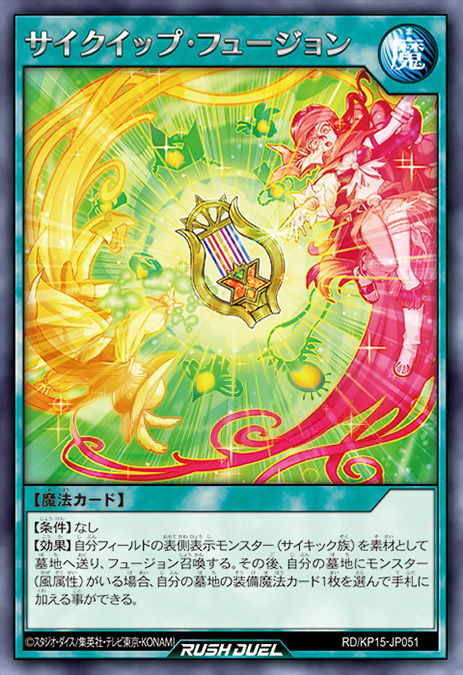 サイクイップ・フュージョン
魔
【魔法カード】
【条件】なし
【効果】自分フィールドの表側表示モンスター(サイキック族)を素材として
墓地へ送り、フュージョン召喚する。その後、自分の墓地にモンスター
(風属性)がいる場合、自分の墓地の装備魔法カード1枚を選んで手札に
加える事ができる。
©スタジオ・ダイス/集英社・テレビ東京・KONAMI
RUSH DUEL
RD/KP15-JP051